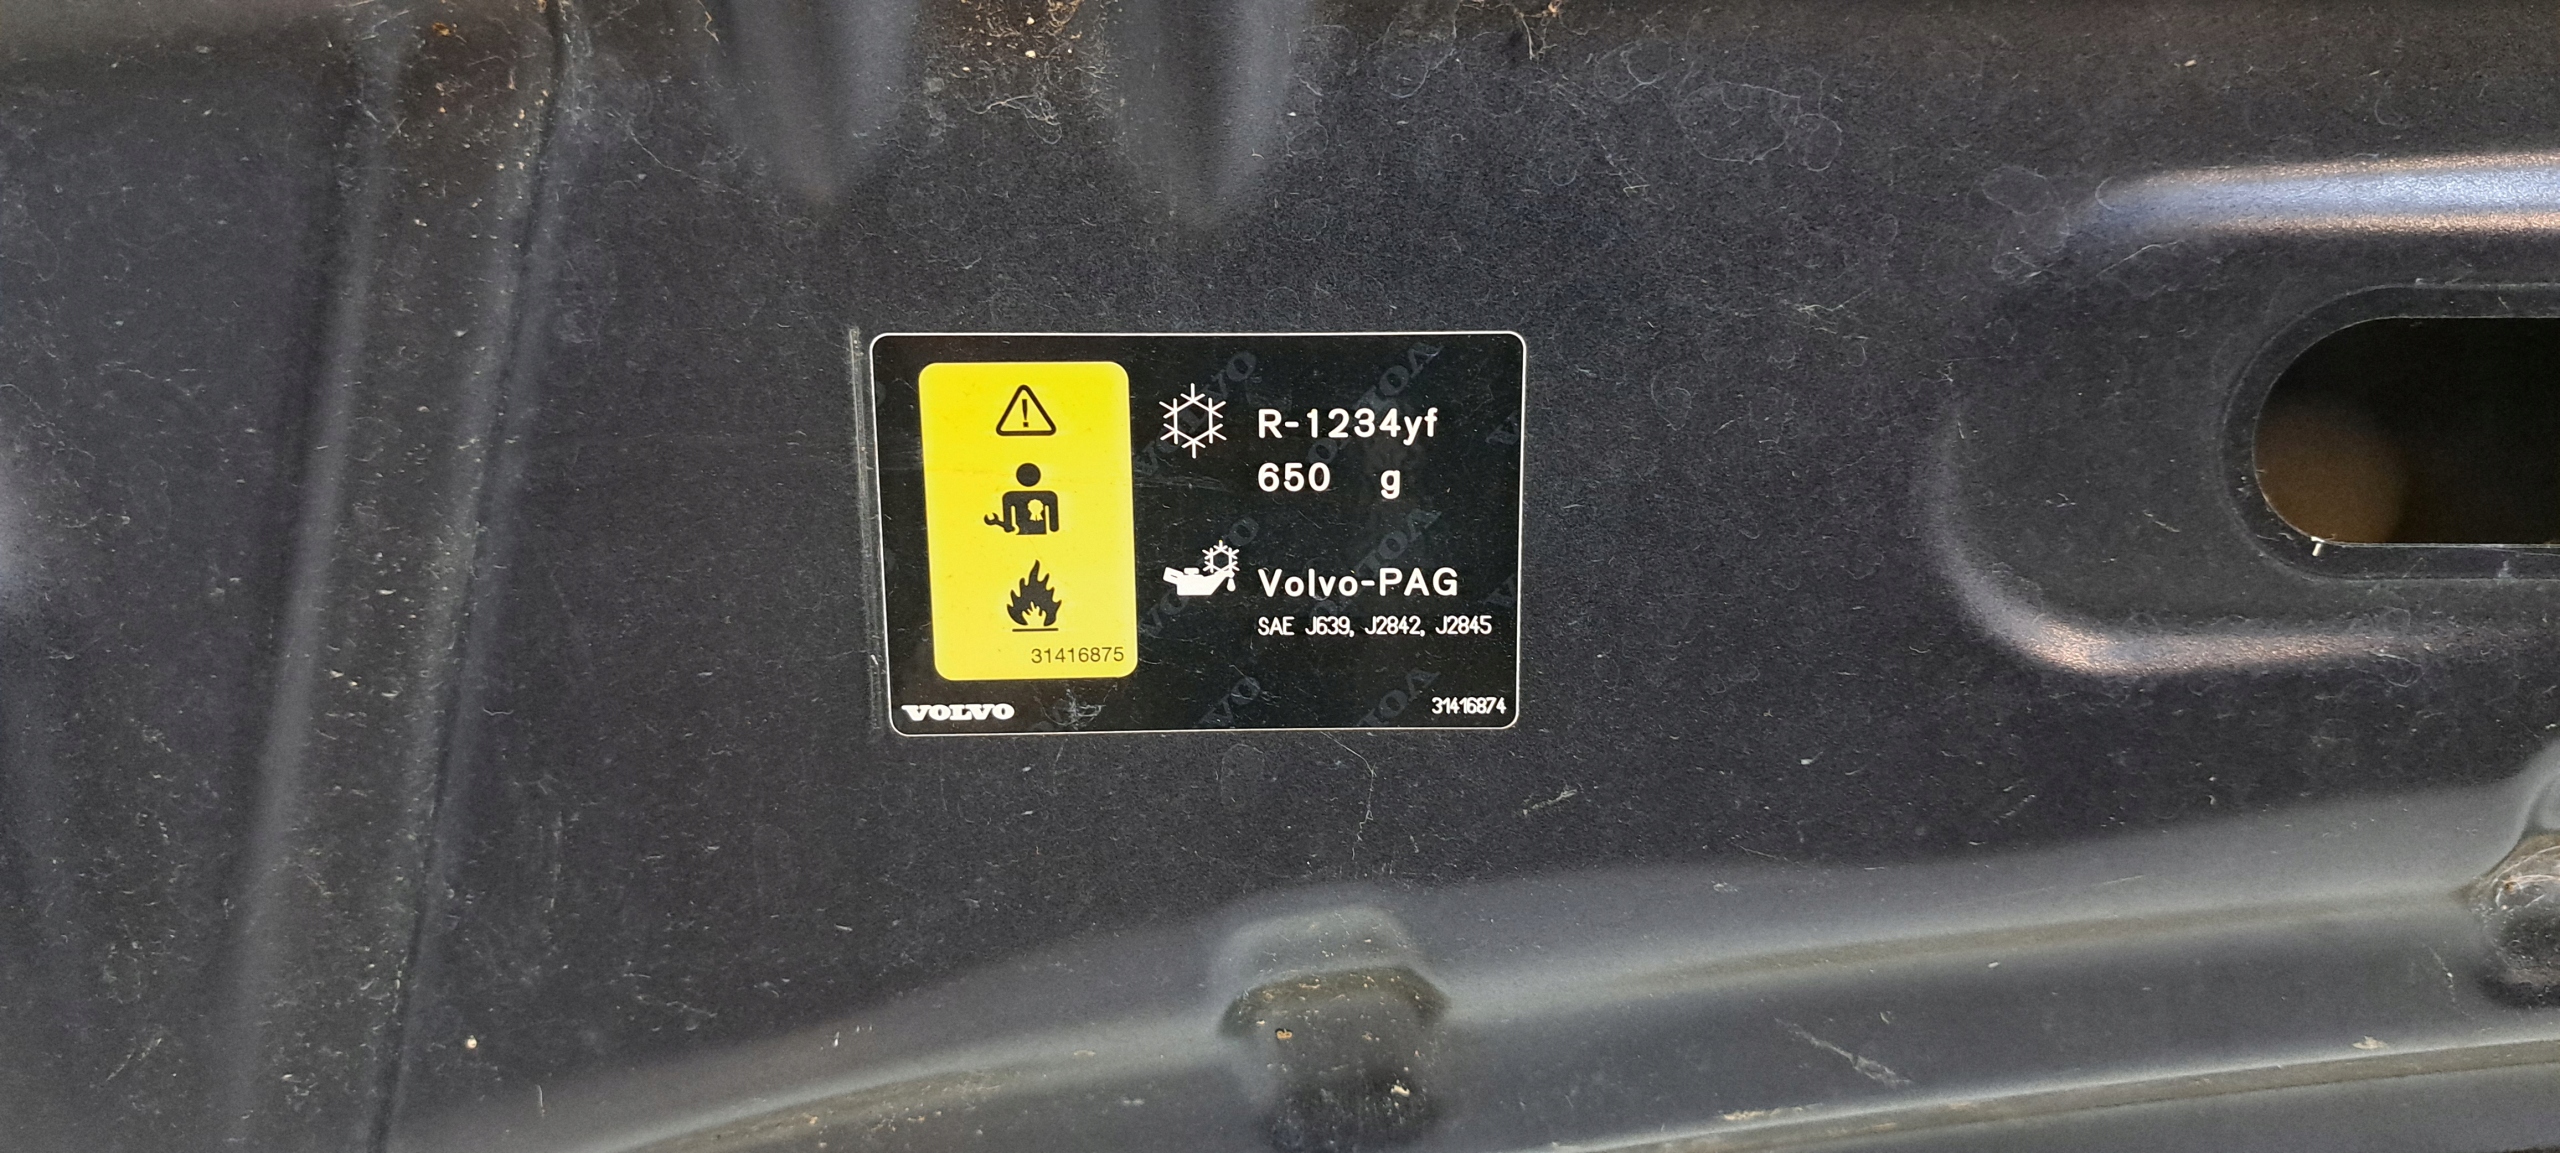 R-1234yf
650 g
Volvo-PAG
SAE J639, J2842, J2845
31416875
VOLVO
31416874